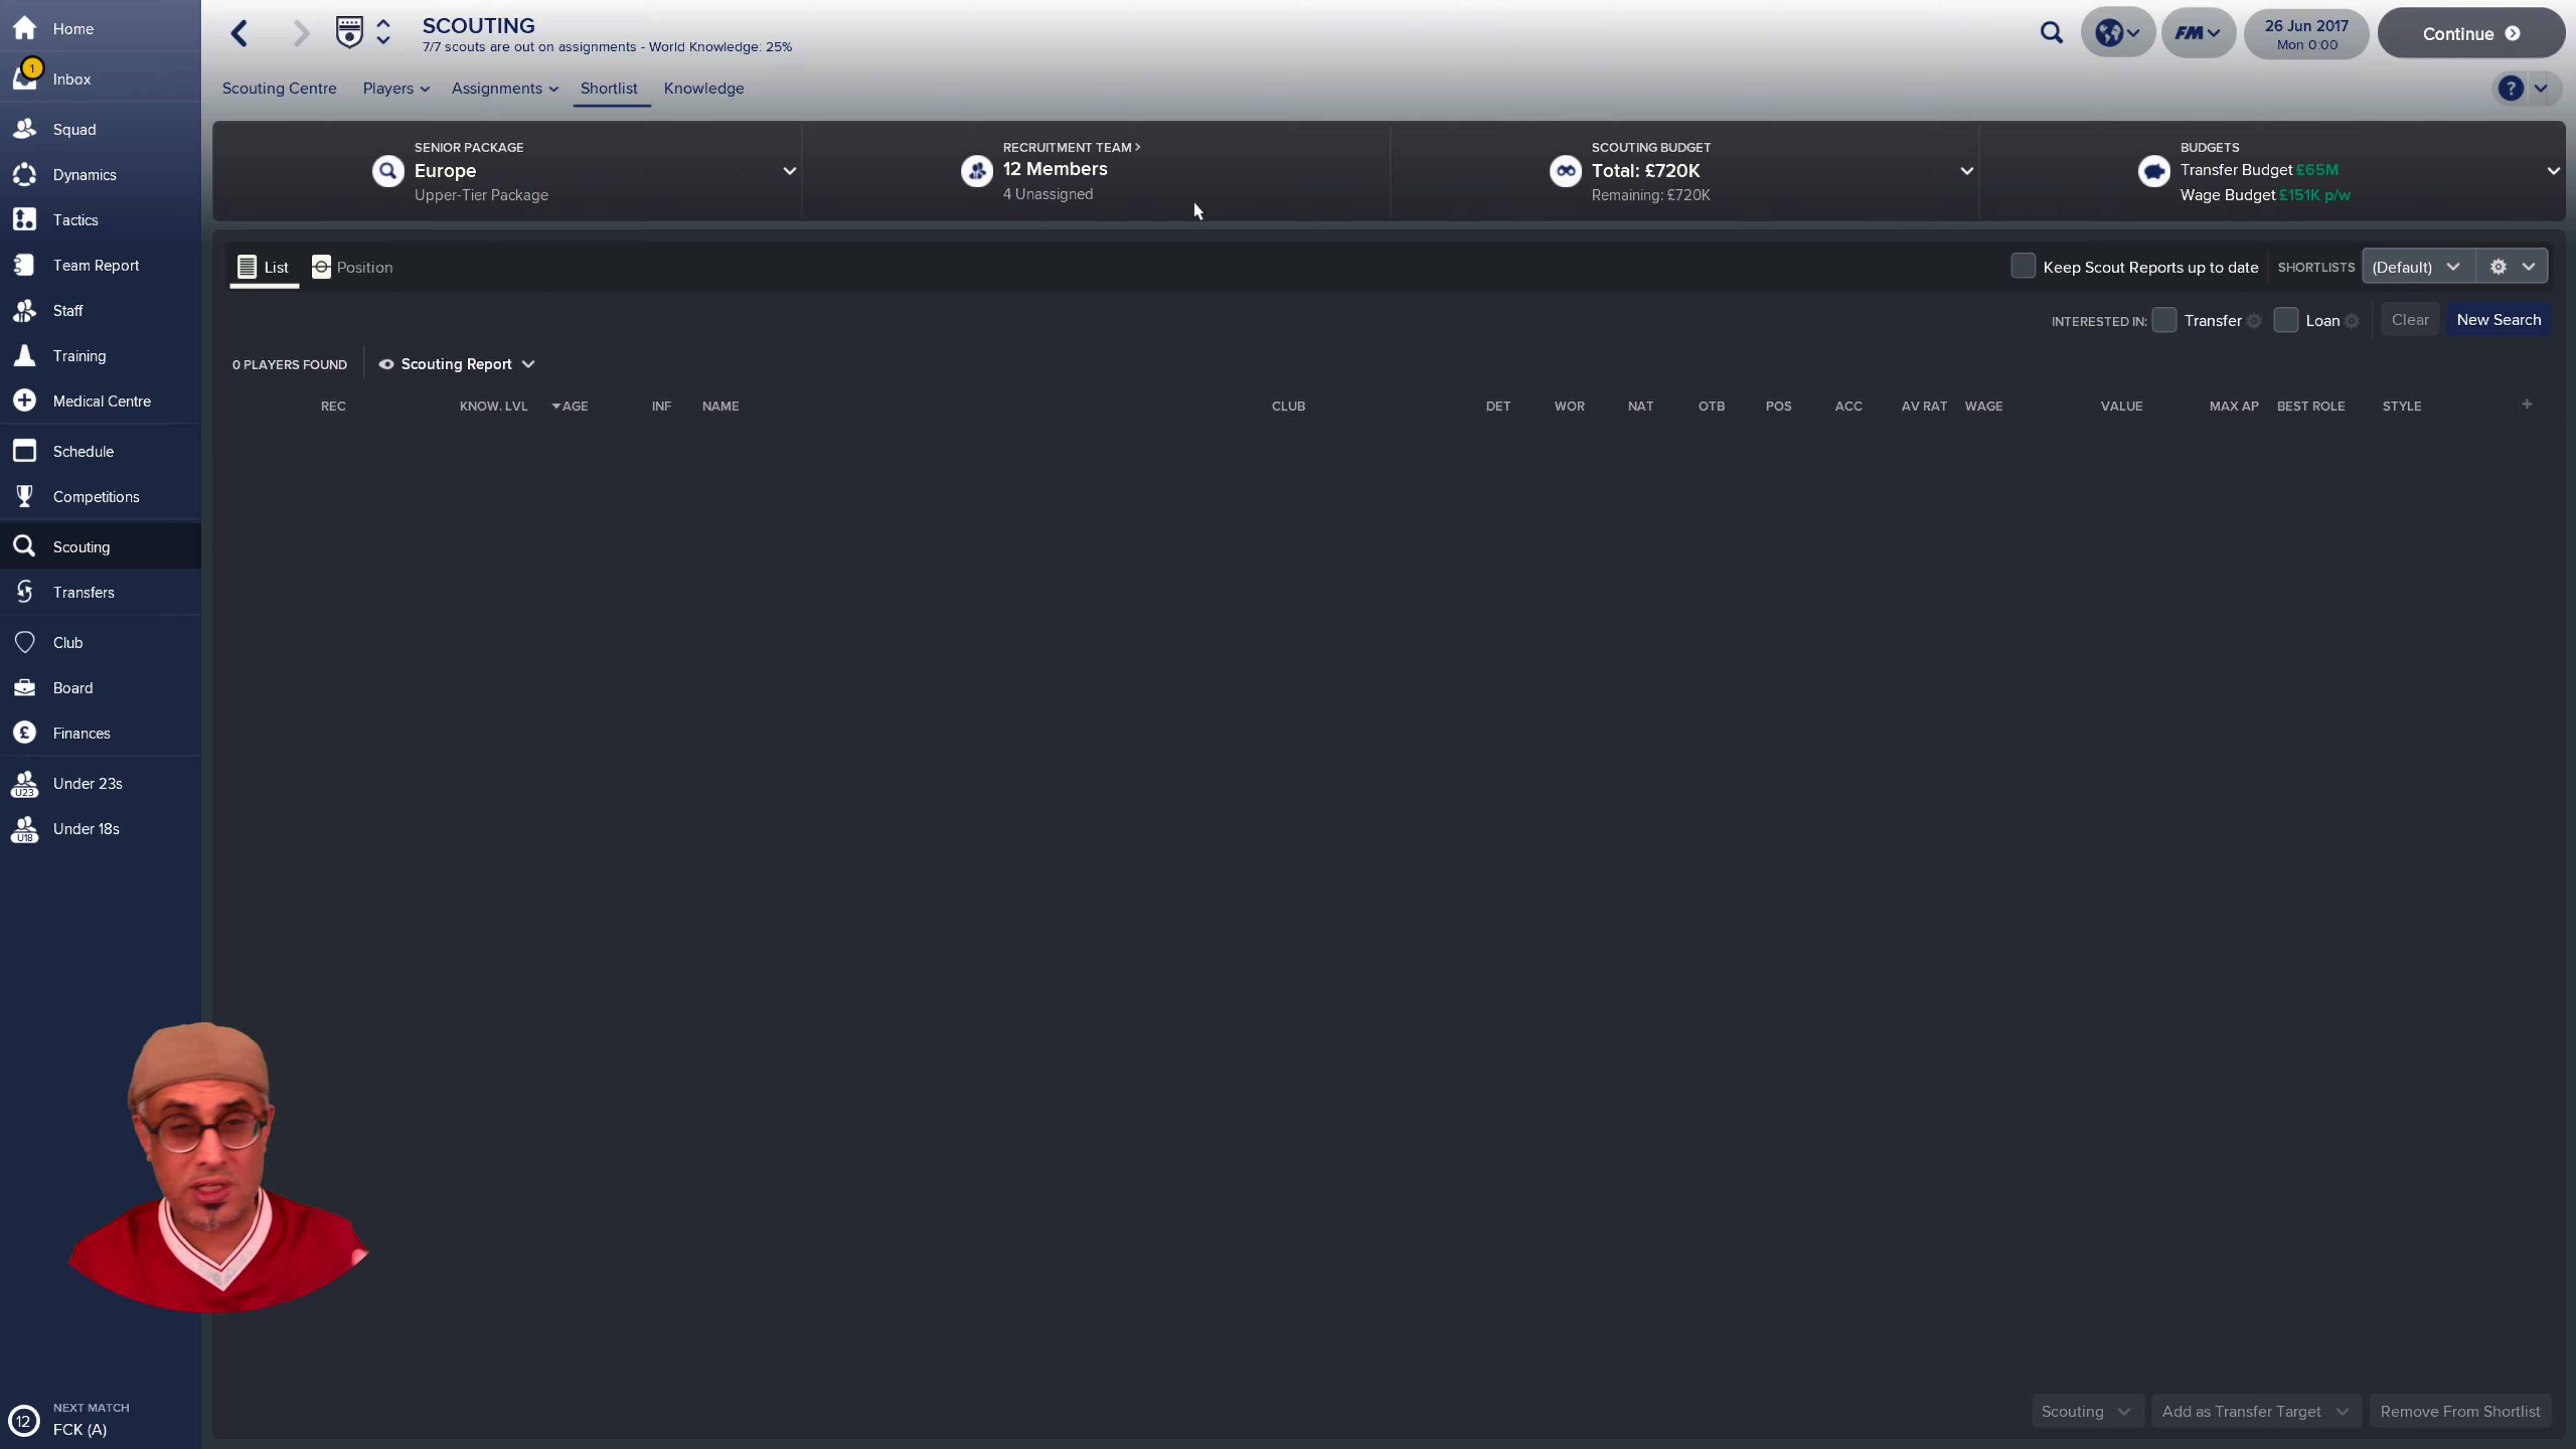 Home
1
Inbox
Squad
Dynamics
Tactics
Team Report
Staff
Training
Medical Centre
Schedule
Competitions
Scouting
Transfers
Club
Board
£
Finances
U23
Under 23s
U18
Under 18s
12
NEXT MATCH
FCK (A)
SCOUTING
7/7 scouts are out on assignments - World Knowledge: 25%
FM
26 Jun 2017
Mon 0:00
Continue
Scouting Centre
Players
Assignments
Shortlist
Knowledge
?
SENIOR PACKAGE
Europe
Upper-Tier Package
RECRUITMENT TEAM >
12 Members
4 Unassigned
SCOUTING BUDGET
Total: £720K
Remaining: £720K
BUDGETS
Transfer Budget £65M
Wage Budget £151K p/w
List
Position
Keep Scout Reports up to date
SHORTLISTS
(Default)
INTERESTED IN:
Transfer
Loan
Clear
New Search
0 PLAYERS FOUND
Scouting Report
REC KNOW. LVL AGE INF NAME CLUB DET WOR NAT OTB POS ACC AV RAT WAGE VALUE MAX AP BEST ROLE STYLE +
Scouting
Add as Transfer Target
Remove From Shortlist